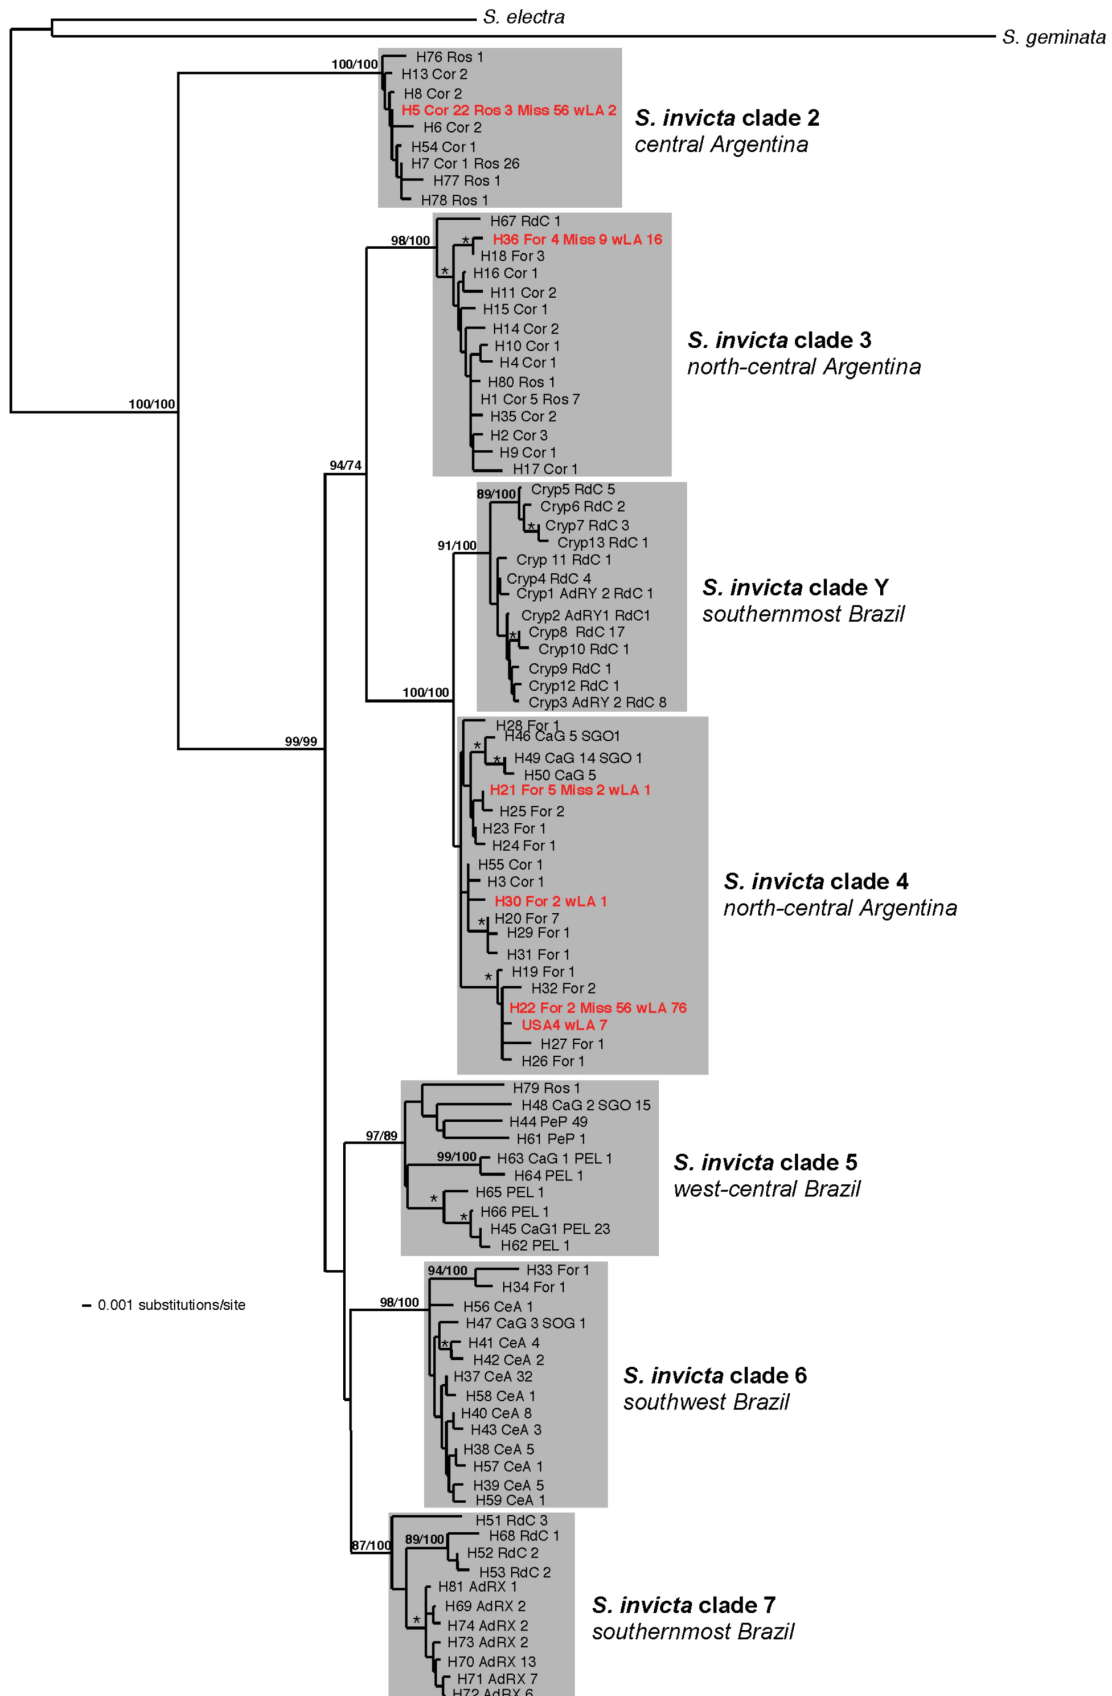 S. electra
S. geminata
100/100
H76 Ros 1
H13 Cor 2
H8 Cor 2
H5 Cor 22 Ros 3 Miss 56 wLA 2
H6 Cor 2
H54 Cor 1
H7 Cor 1 Ros 26
H77 Ros 1
H78 Ros 1
S. invicta clade 2
central Argentina
98/100
H67 RdC 1
* H36 For 4 Miss 9 wLA 16
H18 For 3
*
H16 Cor 1
H11 Cor 2
H15 Cor 1
H14 Cor 2
H10 Cor 1
H4 Cor 1
H80 Ros 1
H1 Cor 5 Ros 7
H35 Cor 2
H2 Cor 3
H9 Cor 1
H17 Cor 1
S. invicta clade 3
north-central Argentina
100/100
94/74
89/100
Cryp5 RdC 5
Cryp6 RdC 2
* Cryp7 RdC 3
Cryp13 RdC 1
91/100
Cryp 11 RdC 1
Cryp4 RdC 4
Cryp1 AdRY 2 RdC 1
Cryp2 AdRY1 RdC1
* Cryp8 RdC 17
Cryp10 RdC 1
Cryp9 RdC 1
Cryp12 RdC 1
Cryp3 AdRY 2 RdC 8
S. invicta clade Y
southernmost Brazil
100/100
99/99
H28 For 1
* H46 CaG 5 SGO1
* H49 CaG 14 SGO 1
H50 CaG 5
H21 For 5 Miss 2 wLA 1
H25 For 2
H23 For 1
H24 For 1
H55 Cor 1
H3 Cor 1
H30 For 2 wLA 1
* H20 For 7
H29 For 1
H31 For 1
* H19 For 1
H32 For 2
H22 For 2 Miss 56 wLA 76
USA4 wLA 7
H27 For 1
H26 For 1
S. invicta clade 4
north-central Argentina
97/89
H79 Ros 1
H48 CaG 2 SGO 15
H44 PeP 49
H61 PeP 1
99/100
H63 CaG 1 PEL 1
H64 PEL 1
* H65 PEL 1
* H66 PEL 1
H45 CaG1 PEL 23
H62 PEL 1
S. invicta clade 5
west-central Brazil
0.001 substitutions/site
98/100
94/100
H33 For 1
H34 For 1
H56 CeA 1
H47 CaG 3 SOG 1
* H41 CeA 4
H42 CeA 2
H37 CeA 32
H58 CeA 1
H40 CeA 8
H43 CeA 3
H38 CeA 5
H57 CeA 1
H39 CeA 5
H59 CeA 1
S. invicta clade 6
southwest Brazil
87/100
H51 RdC 3
89/100
H68 RdC 1
H52 RdC 2
H53 RdC 2
H81 AdRX 1
H69 AdRX 2
*
H74 AdRX 2
H73 AdRX 2
H70 AdRX 13
H71 AdRX 7
H72 AdRX 6
S. invicta clade 7
southernmost Brazil